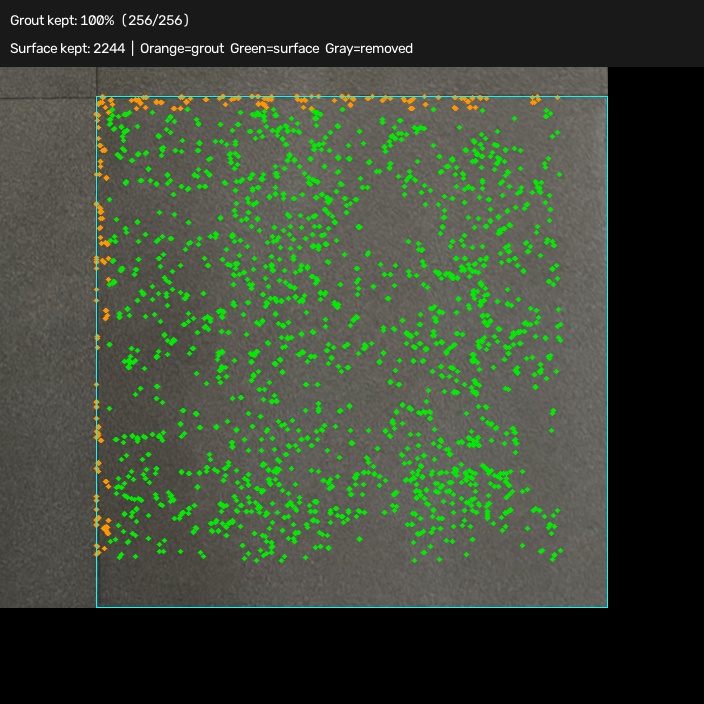 Grout kept: 100% (256/256)
Surface kept: 2244 | Orange=grout Green=surface Gray=removed